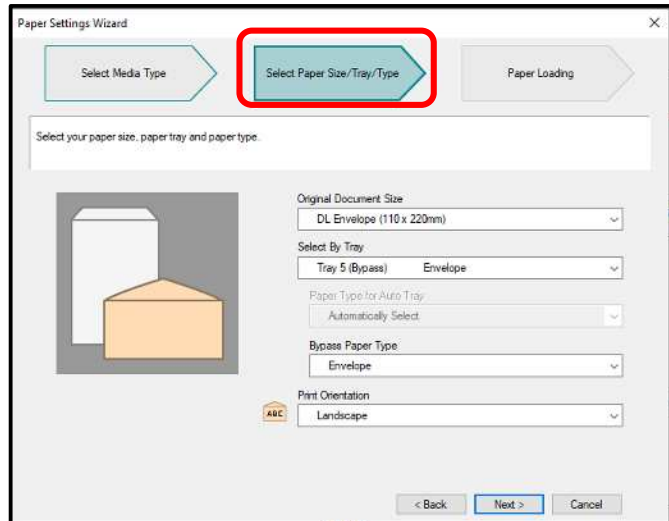 Paper Settings Wizard
Select Media Type
Select Paper Size/Tray/Type
Paper Loading
Select your paper size, paper tray and paper type.
Original Document Size
DL Envelope (110 x 220mm)
Select By Tray
Tray 5 (Bypass) Envelope
Paper Type for Auto Tray
Automatically Select
Bypass Paper Type
Envelope
Print Orientation
ABC
Landscape
< Back
Next >
Cancel